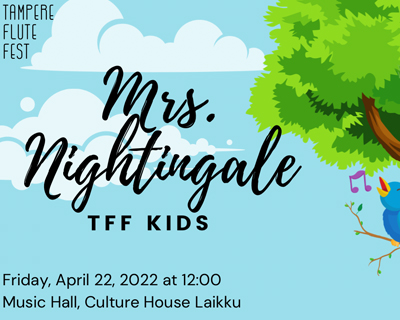 TAMPERE
FLUTE
FEST
Mrs.
Nightingale
TFF KIDS
Friday, April 22, 2022 at 12:00
Music Hall, Culture House Laikku